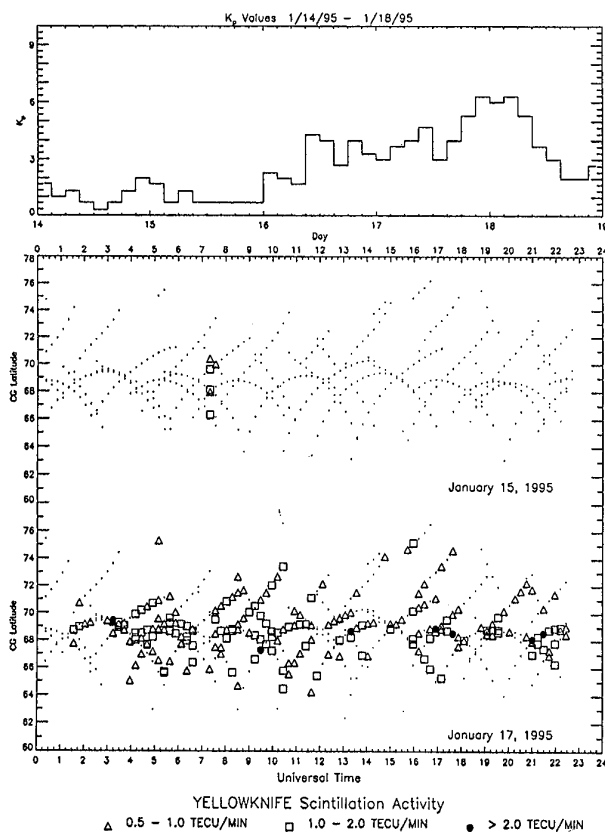 Kp Values 1/14/95 - 1/18/95
9
6
3
0
Kp
14 15 16 17 18 19
Day
0 1 2 3 4 5 6 7 8 9 10 11 12 13 14 15 16 17 18 19 20 21 22 23 24
78
76
74
72
70
68
66
64
62
60
CC Latitude
January 15, 1995
76
74
72
70
68
66
64
62
60
CC Latitude
January 17, 1995
0 1 2 3 4 5 6 7 8 9 10 11 12 13 14 15 16 17 18 19 20 21 22 23 24
Universal Time
YELLOWKNIFE Scintillation Activity
△ 0.5 - 1.0 TECU/MIN □ 1.0 - 2.0 TECU/MIN ● > 2.0 TECU/MIN